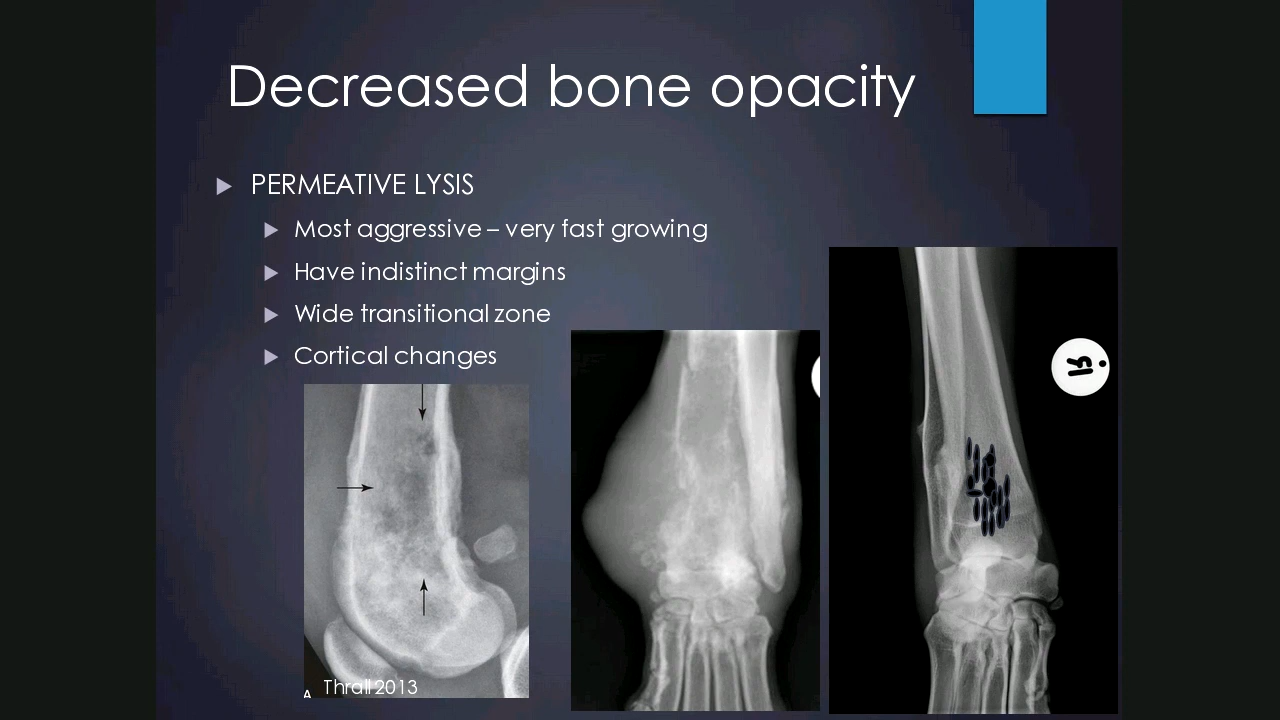 Decreased bone opacity
PERMEATIVE LYSIS
Most aggressive – very fast growing
Have indistinct margins
Wide transitional zone
Cortical changes
A Thrall 2013